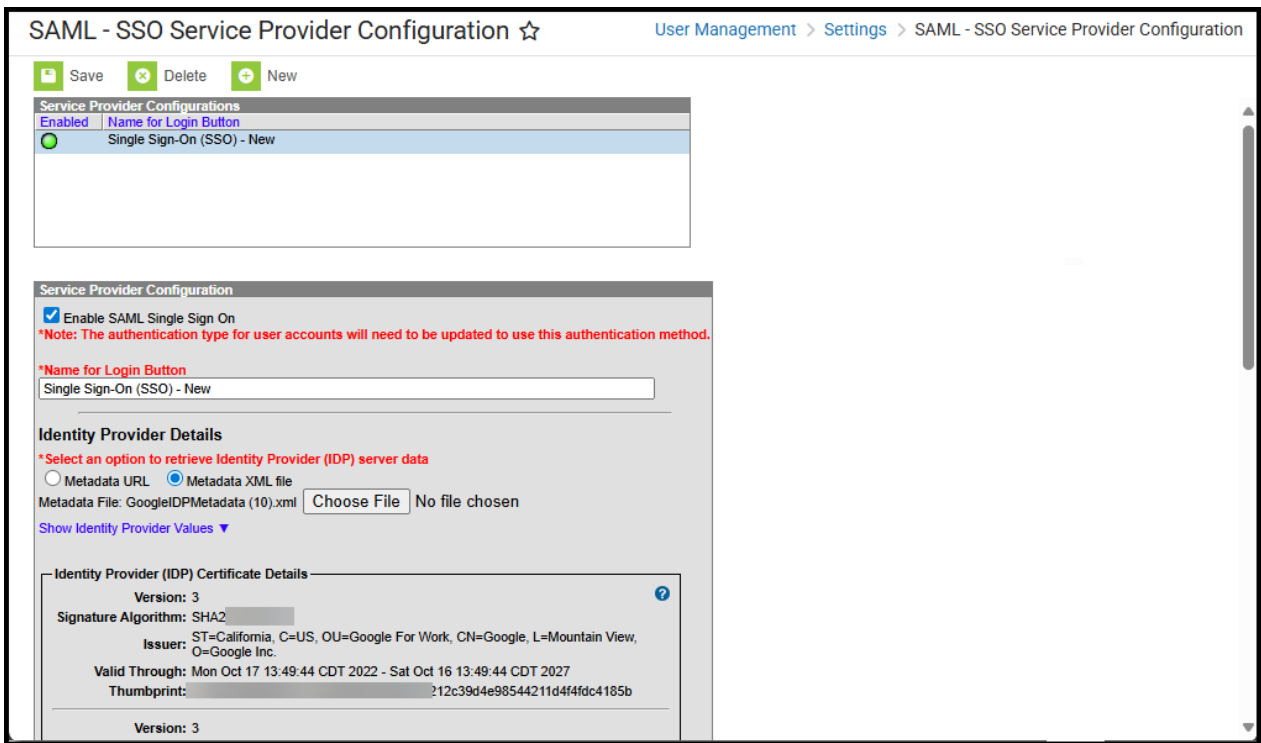 SAML - SSO Service Provider Configuration
User Management > Settings > SAML - SSO Service Provider Configuration
Save Delete New
Service Provider Configurations
Enabled Name for Login Button
Single Sign-On (SSO) - New
Service Provider Configuration
Enable SAML Single Sign On
*Note: The authentication type for user accounts will need to be updated to use this authentication method.
*Name for Login Button
Single Sign-On (SSO) - New
Identity Provider Details
*Select an option to retrieve Identity Provider (IDP) server data
Metadata URL Metadata XML file
Metadata File: GoogleIDPMetadata (10).xml Choose File No file chosen
Show Identity Provider Values ▼
Identity Provider (IDP) Certificate Details
Version: 3
Signature Algorithm: SHA2
Issuer: ST=California, C=US, OU=Google For Work, CN=Google, L=Mountain View,
O=Google Inc.
Valid Through: Mon Oct 17 13:49:44 CDT 2022 - Sat Oct 16 13:49:44 CDT 2027
Thumbprint: 212c39d4e98544211d4f4fdc4185b
Version: 3